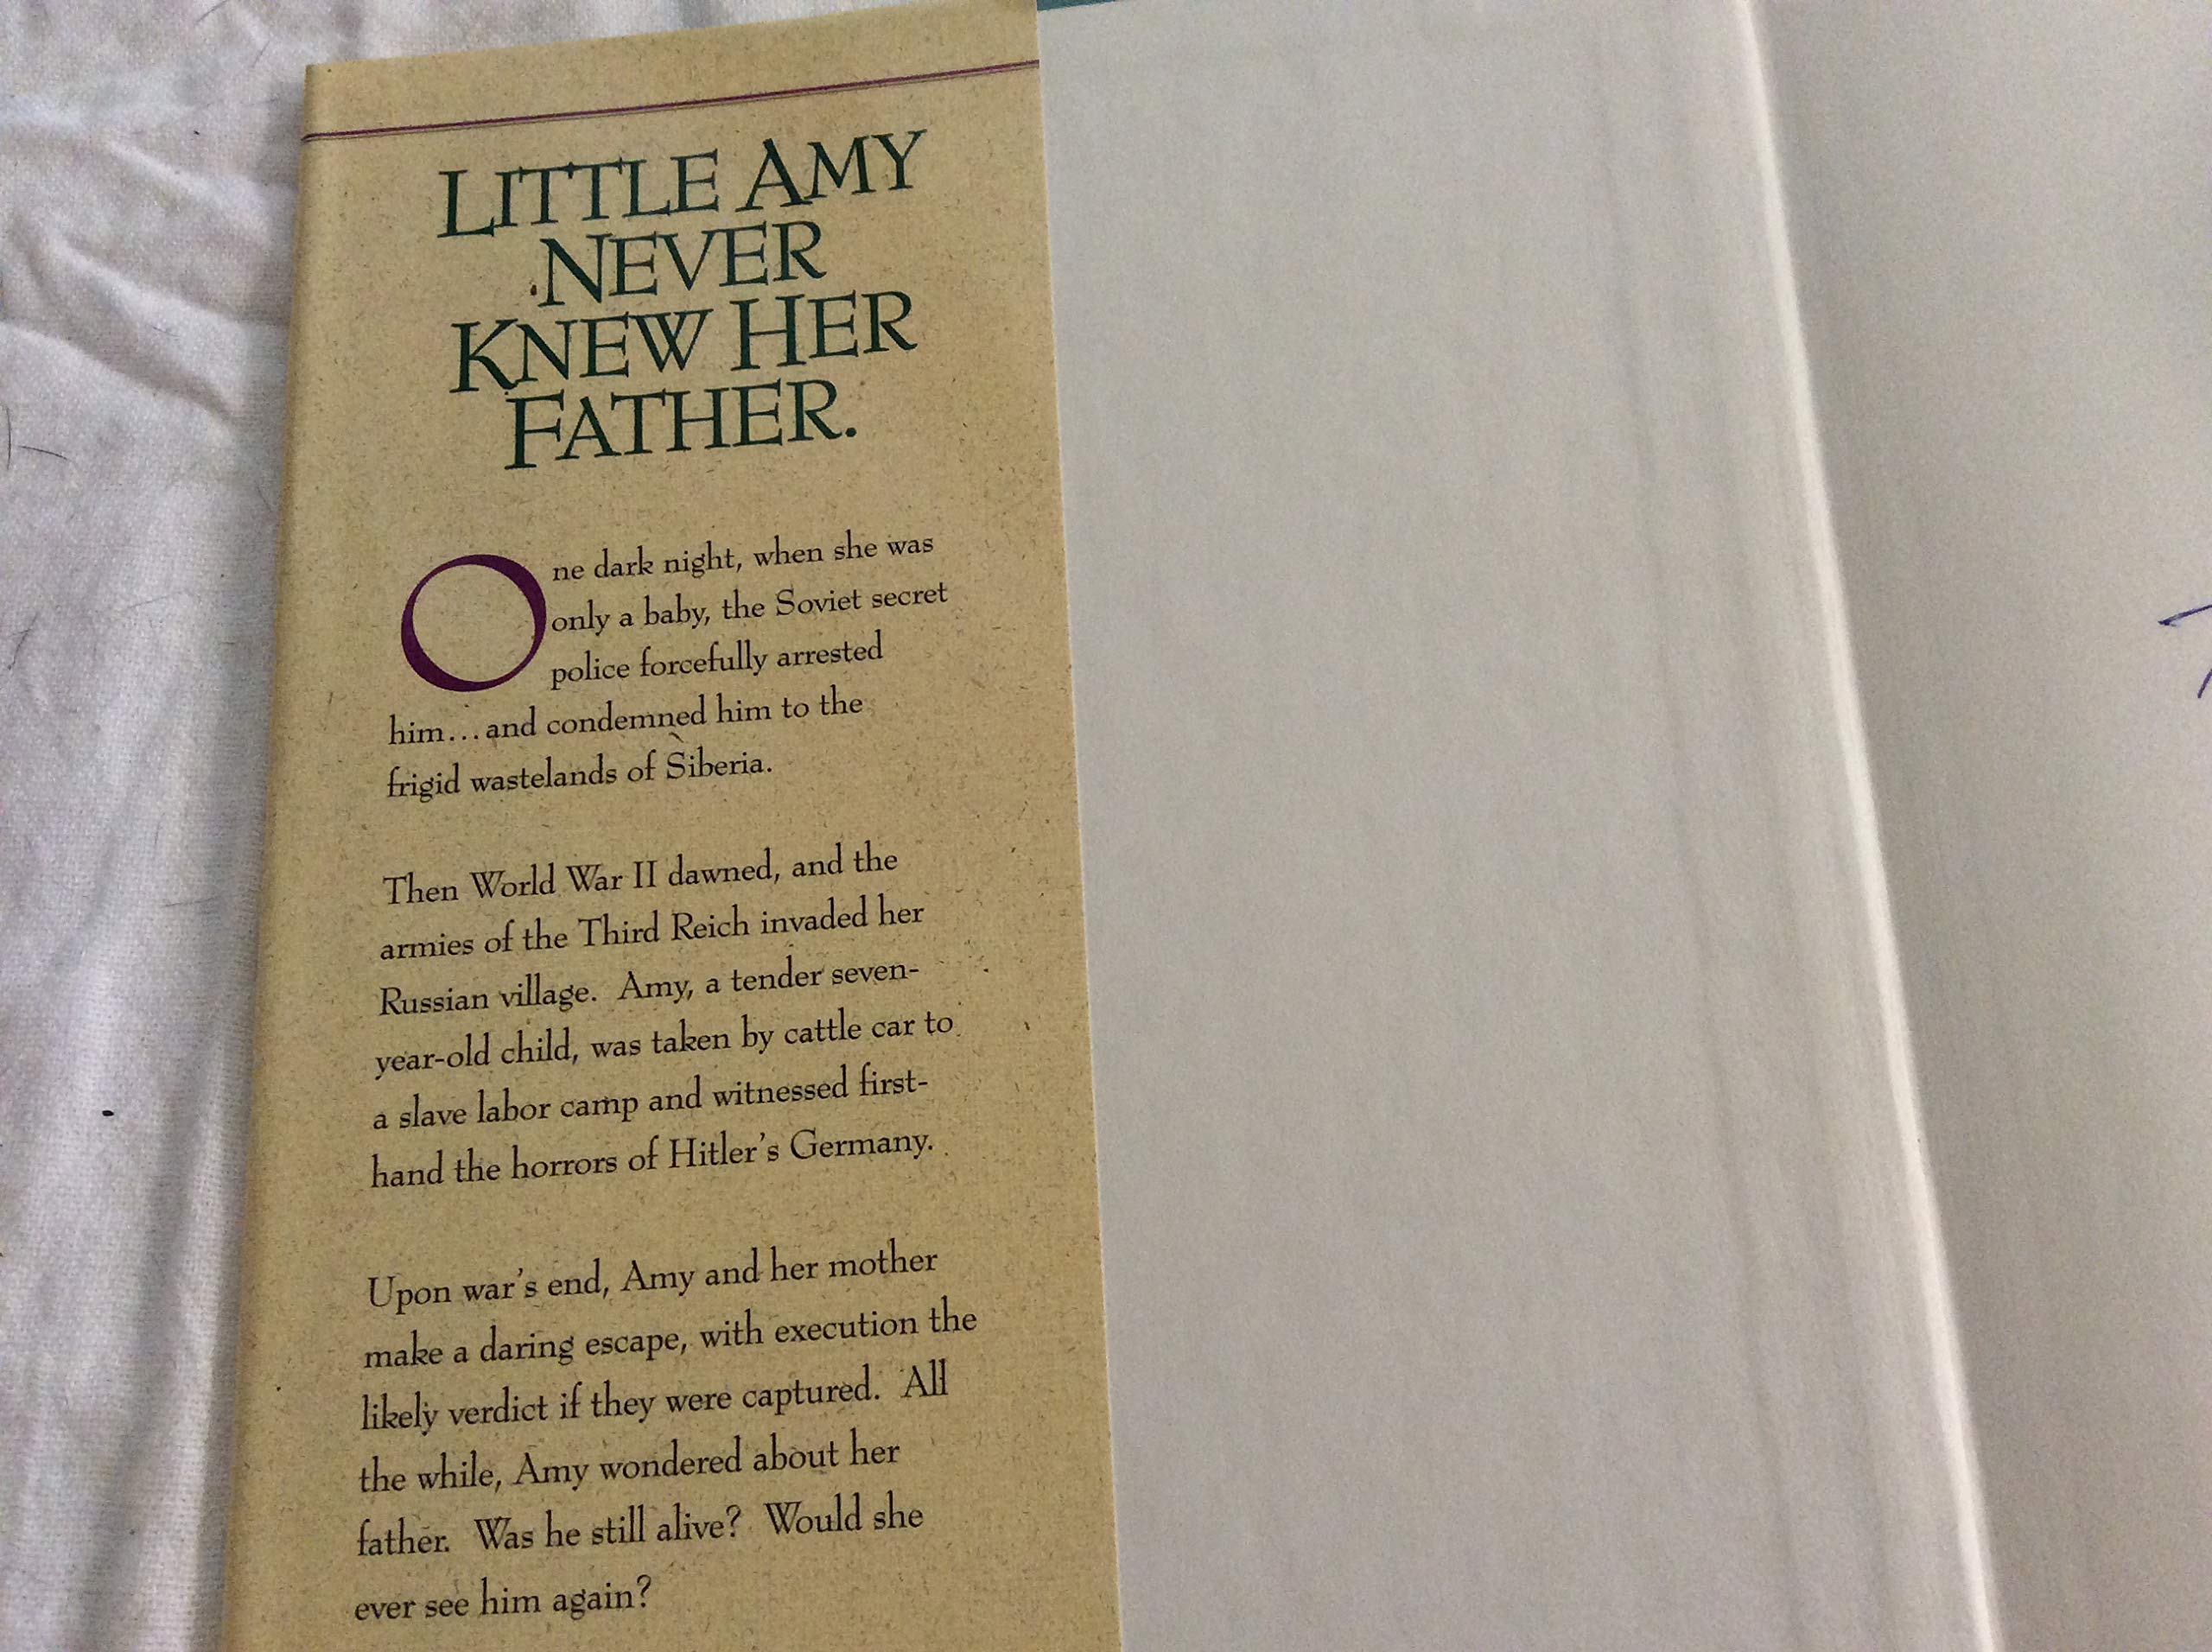 LITTLE AMY
NEVER
KNEW HER
FATHER.
One dark night, when she was
only a baby, the Soviet secret
police forcefully arrested
him...and condemned him to the
frigid wastelands of Siberia.
Then World War II dawned, and the
armies of the Third Reich invaded her
Russian village. Amy, a tender seven-
year-old child, was taken by cattle car to
a slave labor camp and witnessed first-
hand the horrors of Hitler's Germany.
Upon war's end, Amy and her mother
make a daring escape, with execution the
likely verdict if they were captured. All
the while, Amy wondered about her
father. Was he still alive? Would she
ever see him again?